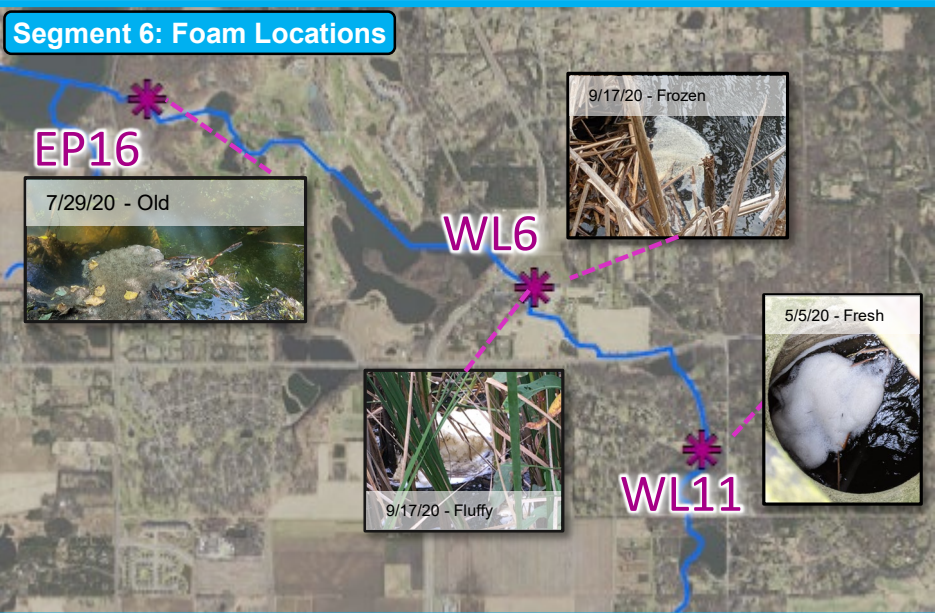 Segment 6: Foam Locations
EP16
7/29/20 - Old
9/17/20 - Frozen
WL6
5/5/20 - Fresh
9/17/20 - Fluffy
WL11